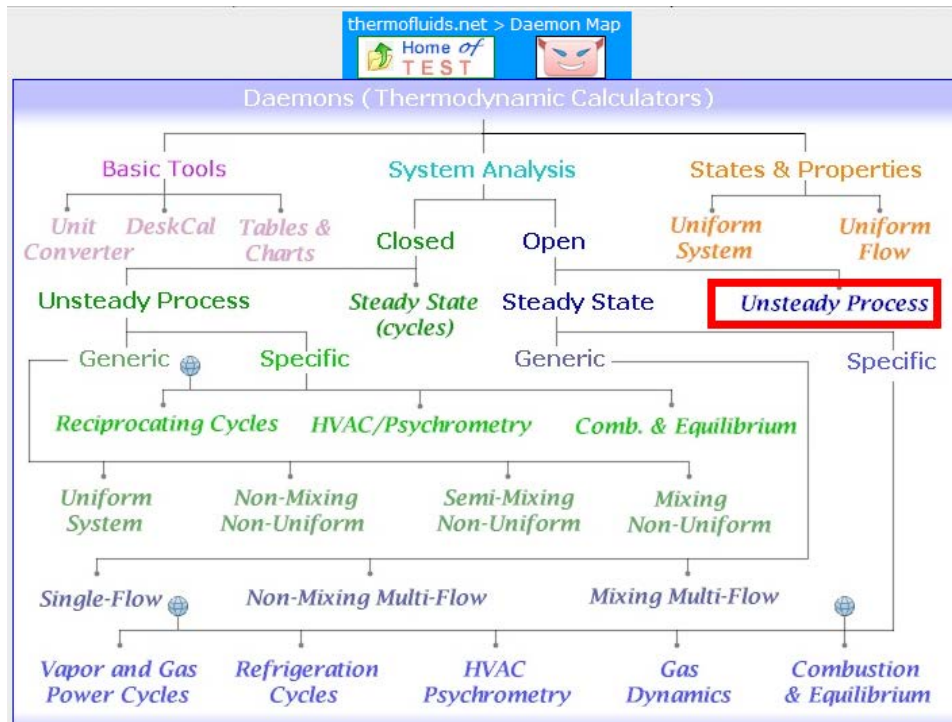 thermofluids.net > Daemon Map
Home of
TEST
Daemons (Thermodynamic Calculators)
Basic Tools
System Analysis
States & Properties
Unit
Converter
DeskCal
Tables &
Charts
Closed
Open
Uniform
System
Uniform
Flow
Unsteady Process
Steady State
(cycles)
Steady State
Unsteady Process
Generic
Specific
Generic
Specific
Reciprocating Cycles
HVAC/Psychrometry
Comb. & Equilibrium
Uniform
System
Non-Mixing
Non-Uniform
Semi-Mixing
Non-Uniform
Mixing
Non-Uniform
Single-Flow
Non-Mixing Multi-Flow
Mixing Multi-Flow
Vapor and Gas
Power Cycles
Refrigeration
Cycles
HVAC
Psychrometry
Gas
Dynamics
Combustion
& Equilibrium